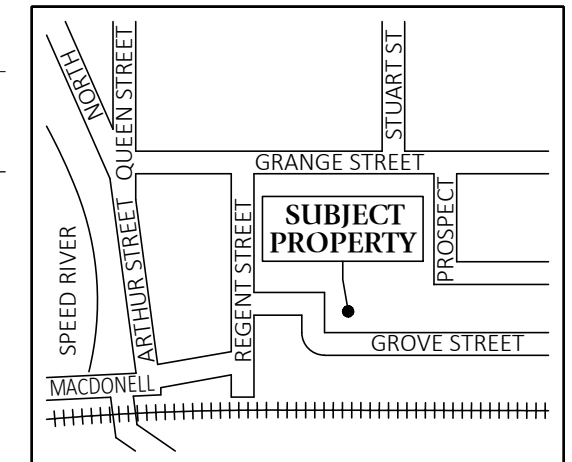 NORTH
QUEEN STREET
STUART ST
GRANGE STREET
SUBJECT
PROPERTY
PROSPECT
SPEED RIVER
ARTHUR STREET
REGENT STREET
GROVE STREET
MACDONELL